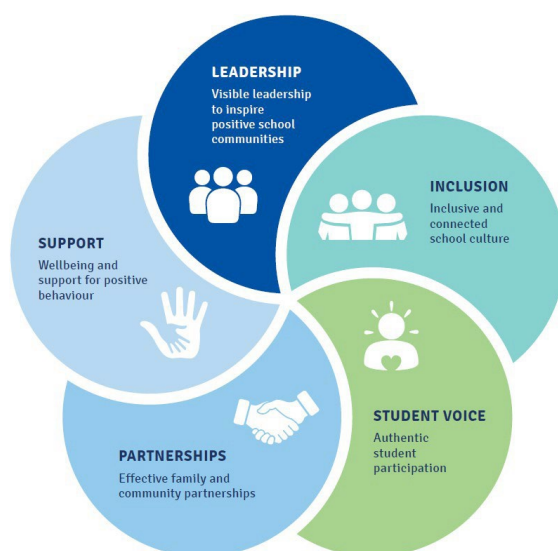 LEADERSHIP
Visible leadership
to inspire
positive school
communities
INCLUSION
Inclusive and
connected
school culture
STUDENT VOICE
Authentic
student
participation
PARTNERSHIPS
Effective family and
community partnerships
SUPPORT
Wellbeing and
support for positive
behaviour